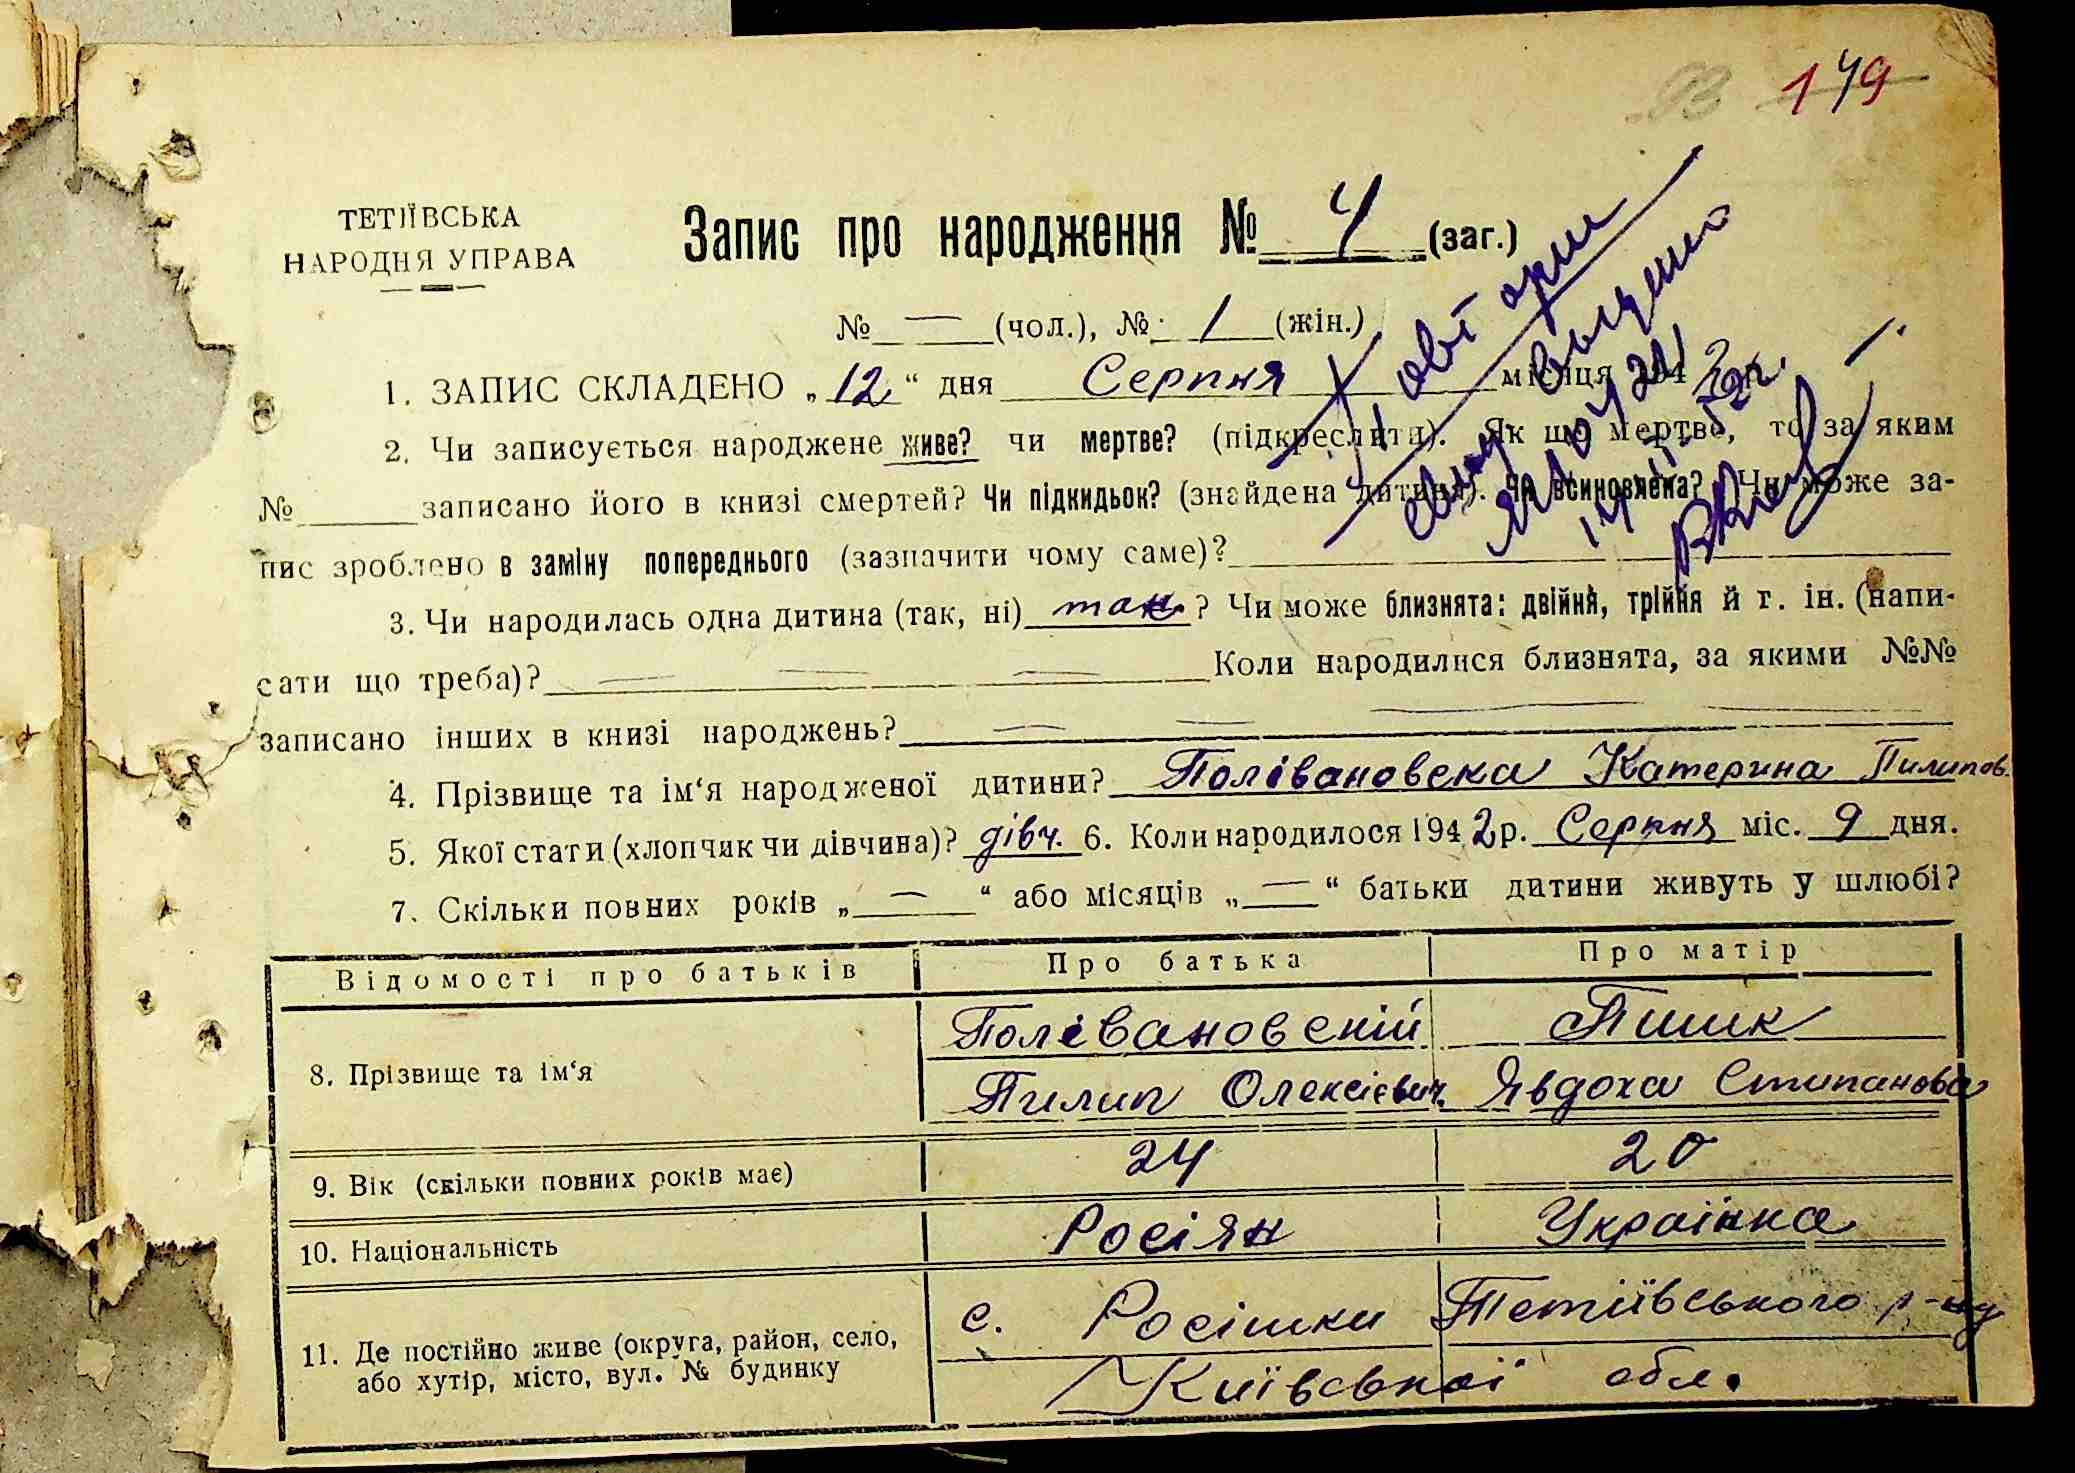 149
ТЕТІЇВСЬКА
НАРОДНЯ УПРАВА
Запис про народження № 4 (заг.)
№ — (чол.), № 1 (жін.)
Повторн
свид выдано
1. ЗАПИС СКЛАДЕНО „12“ дня Серпня місяця 1942 р.
2. Чи записується народжене живе? чи мертве? (підкреслити). Як що мертве, то за яким
№ записано його в книзі смертей? Чи підкидьок? (знайдена дитина). Чи всиновлена? Чи може за-
пис зроблено в заміну попереднього (зазначити чому саме)?
3. Чи народилась одна дитина (так, ні) так. ? Чи може близнята: двійня, трійня й т. ін. (напи-
сати що треба)? — — — Коли народилися близнята, за якими №№
записано інших в книзі народжень? — — — —
4. Прізвище та ім‘я народженої дитини? Полівановска Катерина Пилипов.
5. Якої стати (хлопчик чи дівчина)? дівч. 6. Коли народилося 1942 р. Серпня міс. 9 дня.
7. Скільки повних років „—“ або місяців „—“ батьки дитини живуть у шлюбі?
Відомості про батьків Про батька Про матір
8. Прізвище та ім‘я Полівановский Пилип Олексієвич. Пшик Явдоха Стипанова
9. Вік (скільки повних років має) 24 20
10. Національність Росіян Українка
11. Де постійно живе (округа, район, село,
або хутір, місто, вул. № будинку
с. Росішки Тетіївського р-ну
Київської обл.